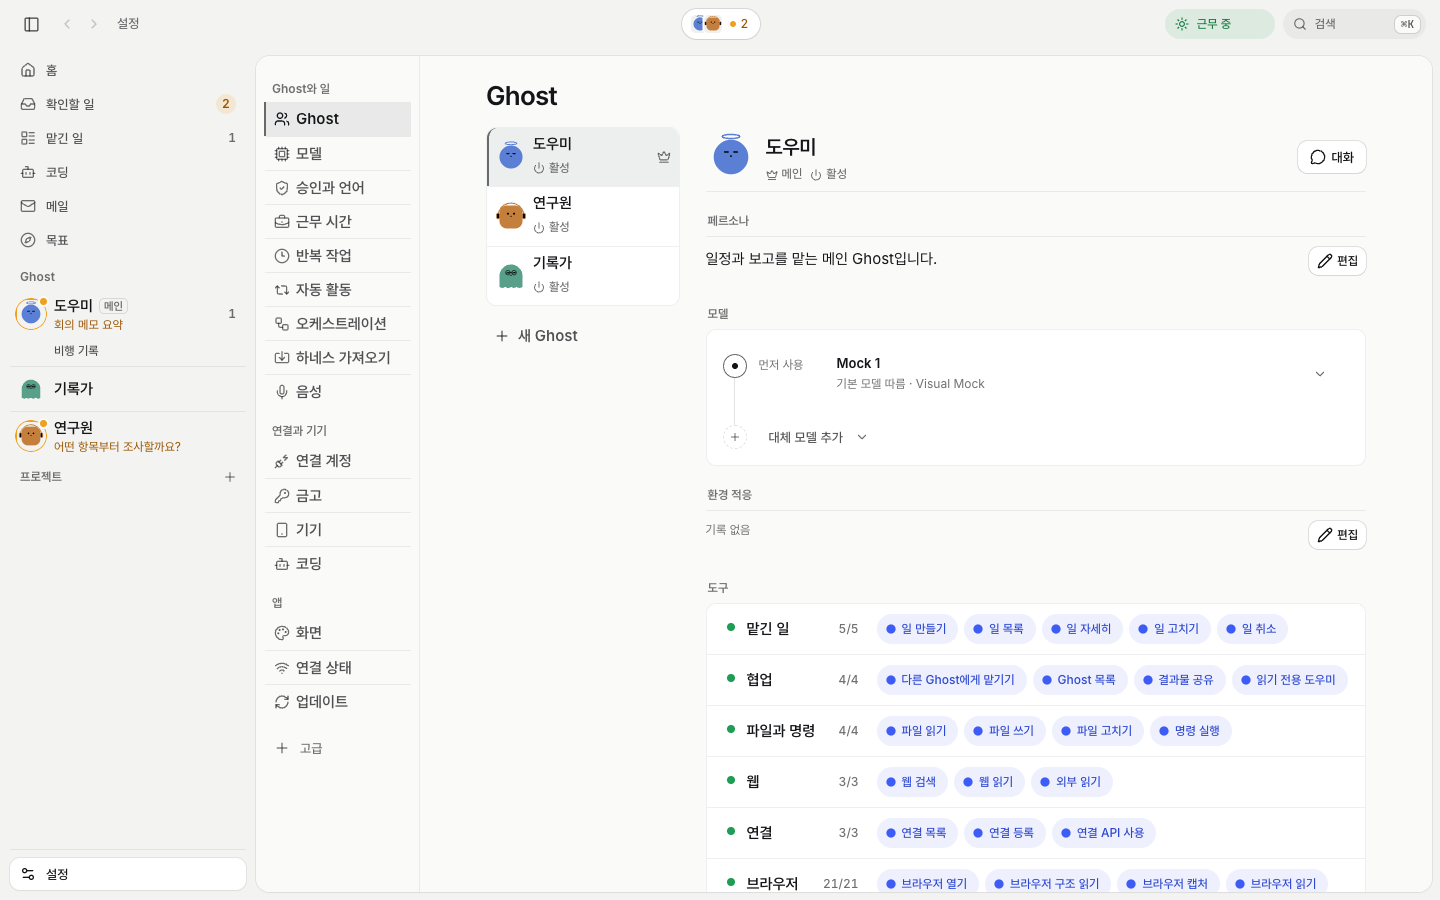 설정
2
근무 중
검색
⌘K
홈
확인할 일
2
맡긴 일
1
코딩
메일
목표
Ghost
도우미 메인
회의 메모 요약
1
비행 기록
기록가
연구원
어떤 항목부터 조사할까요?
프로젝트
설정
Ghost와 일
Ghost
모델
승인과 언어
근무 시간
반복 작업
자동 활동
오케스트레이션
하네스 가져오기
음성
연결과 기기
연결 계정
금고
기기
코딩
앱
화면
연결 상태
업데이트
고급
Ghost
도우미
활성
연구원
활성
기록가
활성
새 Ghost
도우미
메인 활성
대화
페르소나
일정과 보고를 맡는 메인 Ghost입니다.
편집
모델
먼저 사용
Mock 1
기본 모델 따름 · Visual Mock
대체 모델 추가
환경 적응
기록 없음
편집
도구
맡긴 일 5/5 일 만들기 일 목록 일 자세히 일 고치기 일 취소
협업 4/4 다른 Ghost에게 맡기기 Ghost 목록 결과물 공유 읽기 전용 도우미
파일과 명령 4/4 파일 읽기 파일 쓰기 파일 고치기 명령 실행
웹 3/3 웹 검색 웹 읽기 외부 읽기
연결 3/3 연결 목록 연결 등록 연결 API 사용
브라우저 21/21 브라우저 열기 브라우저 구조 읽기 브라우저 캡처 브라우저 읽기